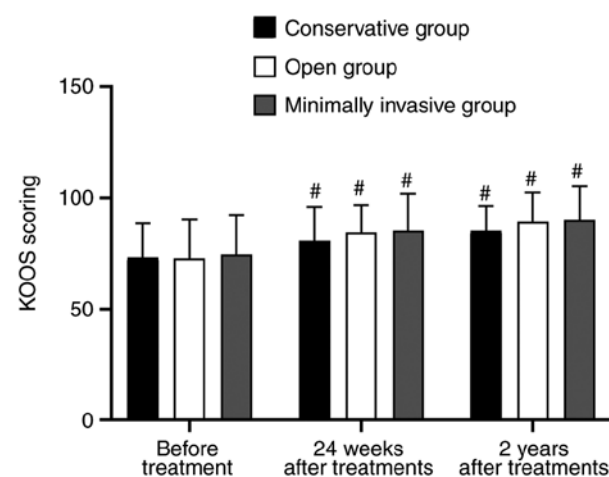 Conservative group
Open group
Minimally invasive group
KOOS scoring
150
100
50
0
# # #
# # #
Before
treatment
24 weeks
after treatments
2 years
after treatments